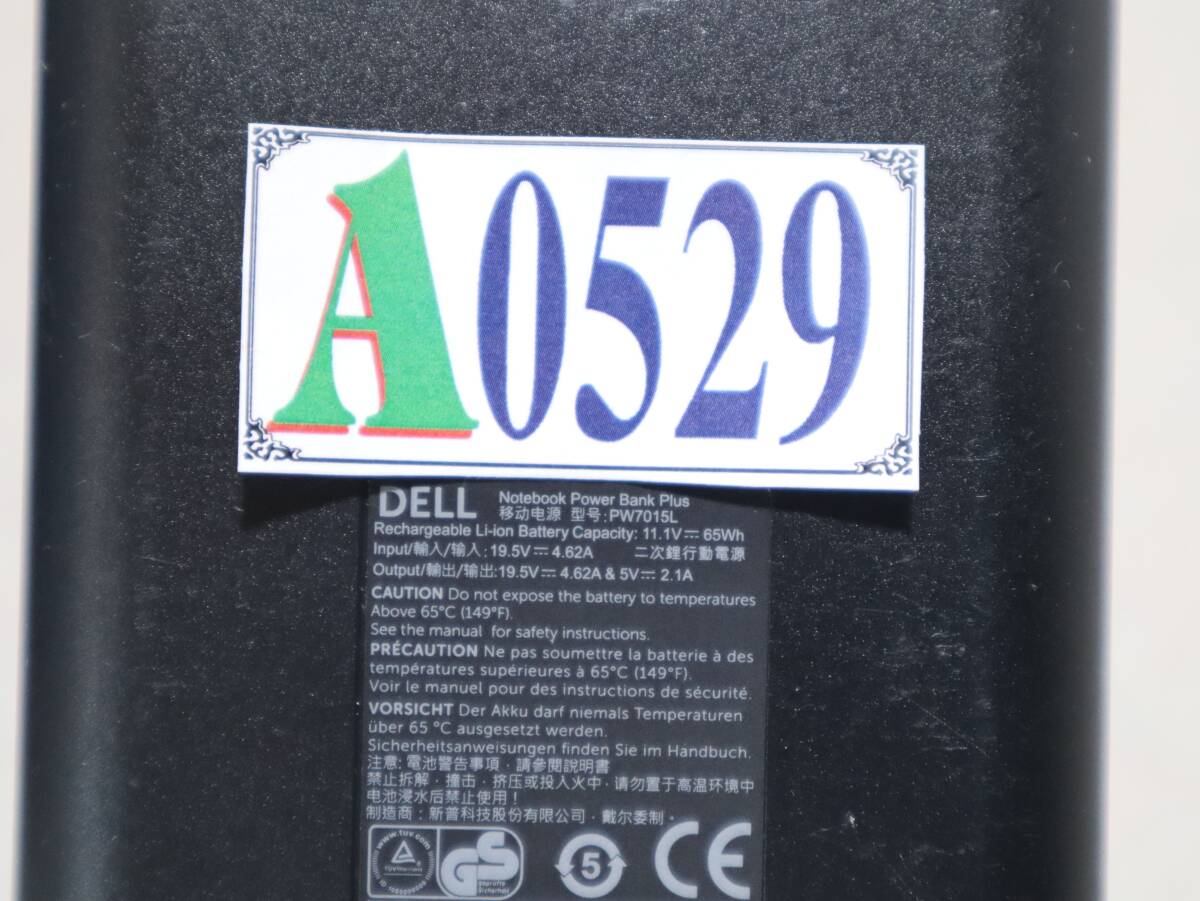 A0529
DELL Notebook Power Bank Plus
移动电源 型号:PW7015L
Rechargeable Li-ion Battery Capacity: 11.1V⎓65Wh
Input/輸入/输入:19.5V⎓4.62A 二次鋰行動電源
Output/輸出/输出:19.5V⎓4.62A & 5V⎓2.1A
CAUTION Do not expose the battery to temperatures
Above 65°C (149°F).
See the manual for safety instructions.
PRÉCAUTION Ne pas soumettre la batterie à des
températures supérieures à 65°C (149°F).
Voir le manuel pour des instructions de sécurité.
VORSICHT Der Akku darf niemals Temperaturen
über 65 °C ausgesetzt werden.
Sicherheitsanweisungen finden Sie im Handbuch.
注意: 電池警告事項 · 請參閱說明書
禁止拆解 · 撞击 · 挤压或投入火中 · 请勿置于高温环境中
电池浸水后禁止使用!
制造商: 新普科技股份有限公司 · 戴尔委制。
www.tuv.com
GS
geprüfte
Sicherheit
5
CE